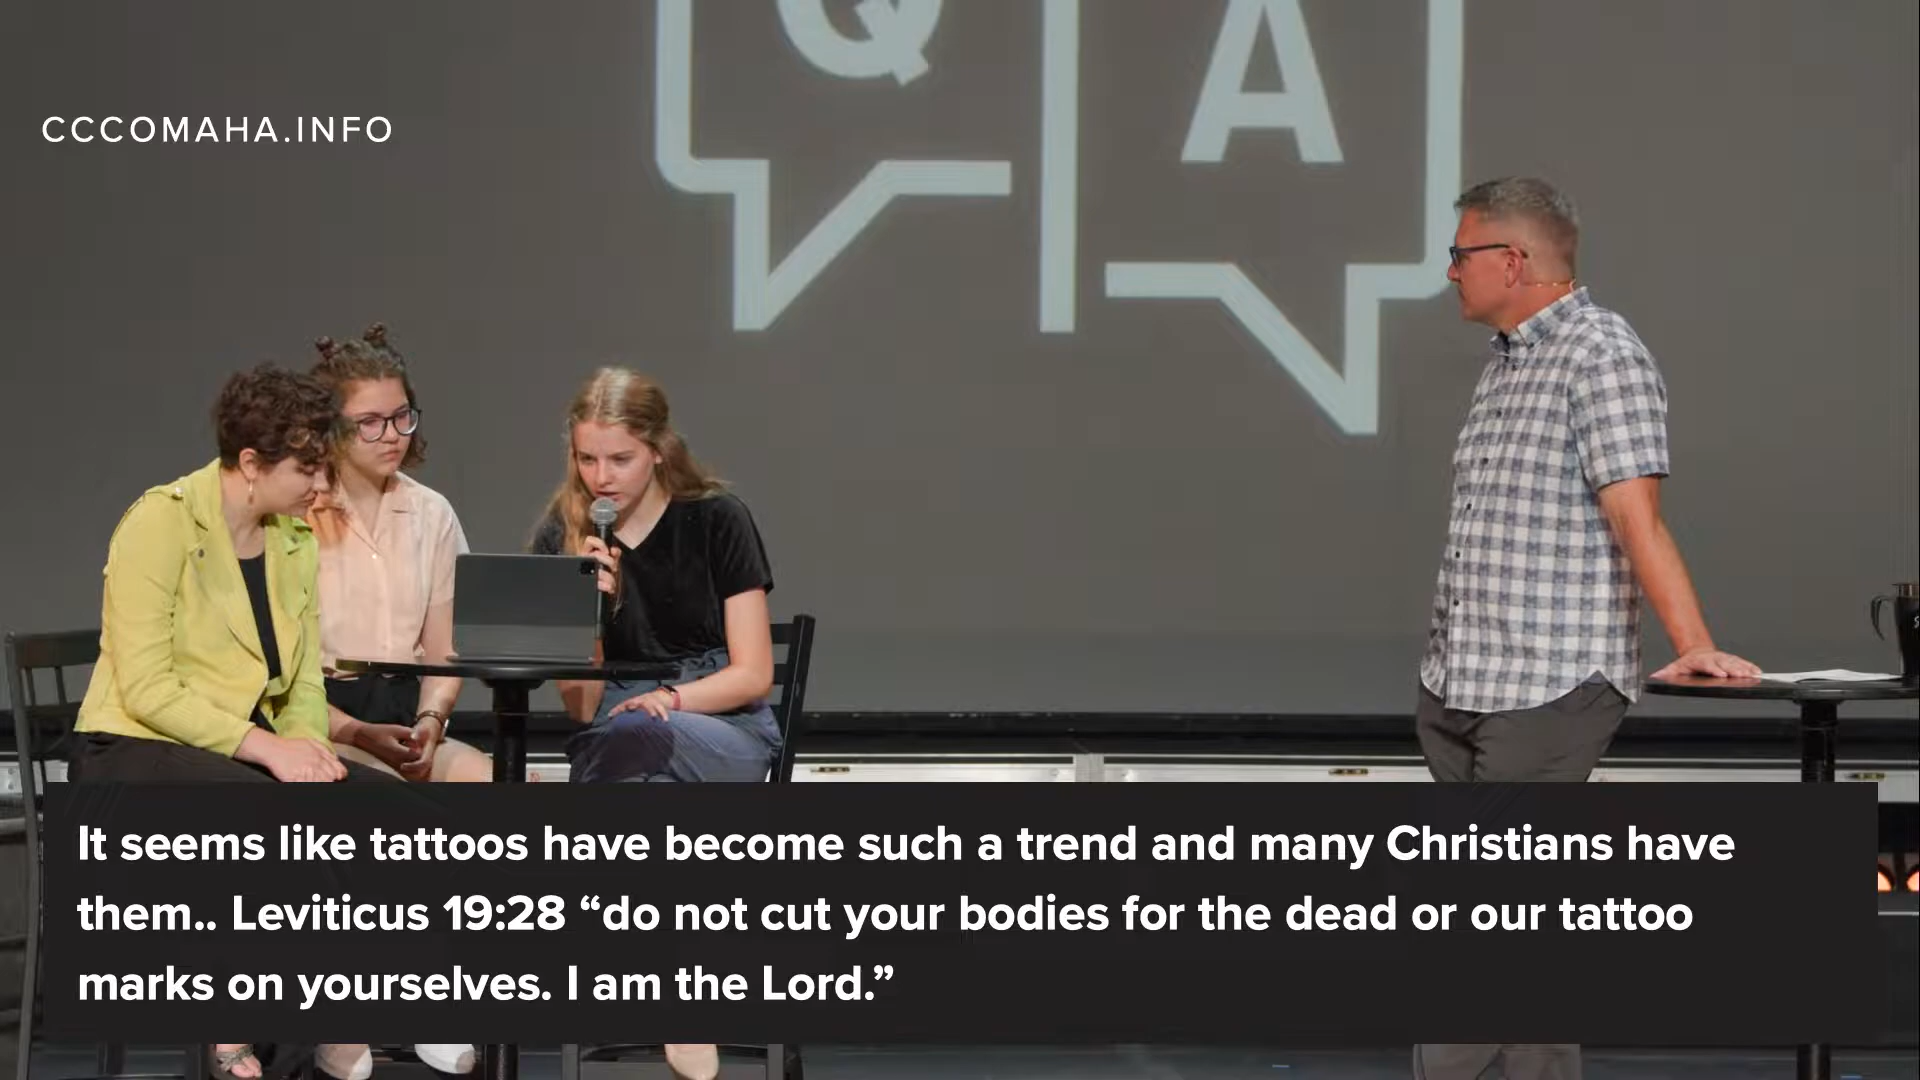 Q A
CCCOMAHA.INFO
It seems like tattoos have become such a trend and many Christians have
them.. Leviticus 19:28 “do not cut your bodies for the dead or our tattoo
marks on yourselves. I am the Lord.”